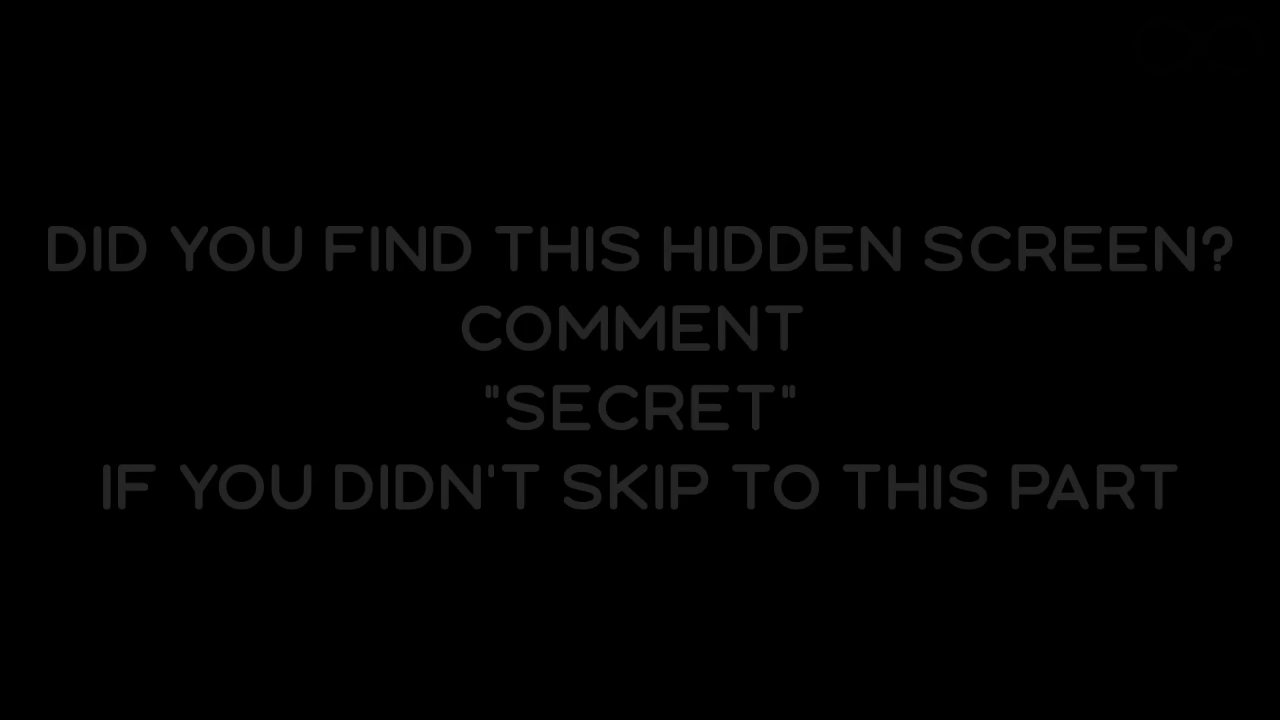 DID YOU FIND THIS HIDDEN SCREEN?
COMMENT
"SECRET"
IF YOU DIDN'T SKIP TO THIS PART